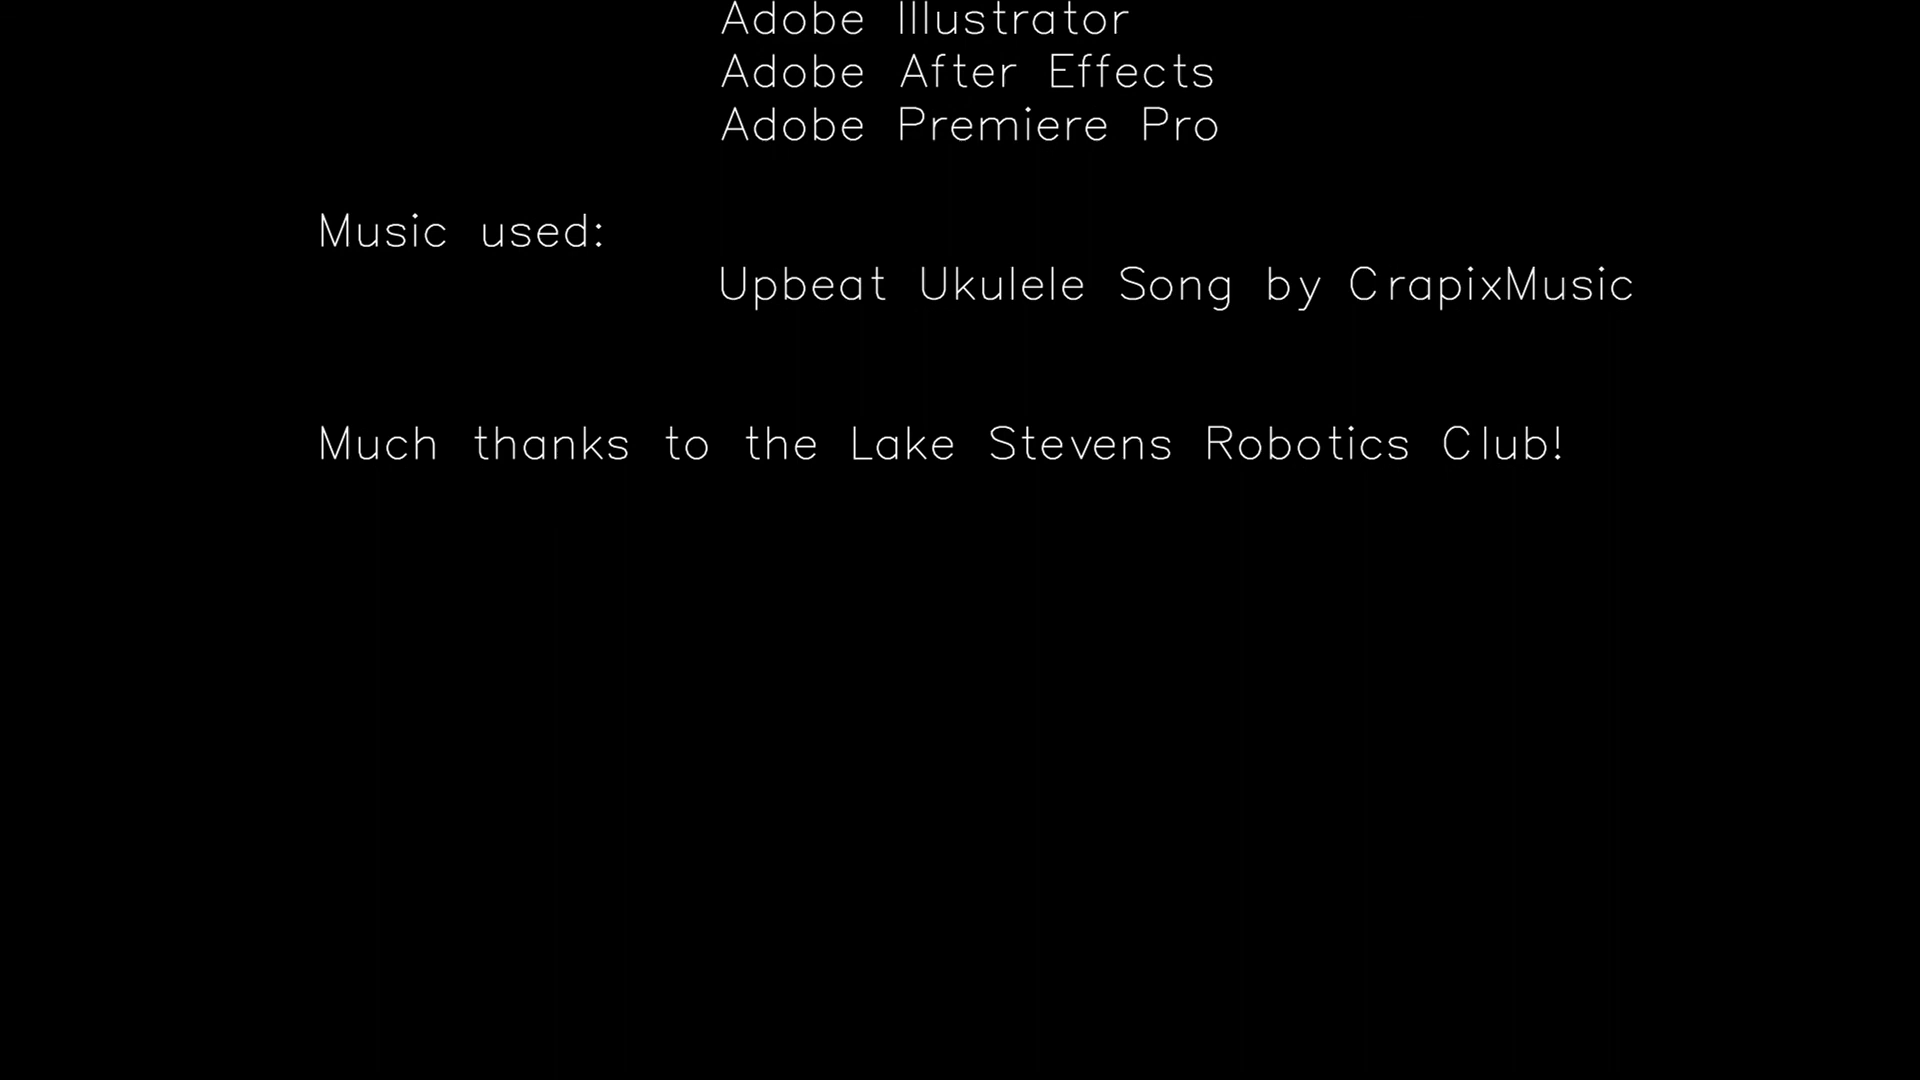 Adobe Illustrator
Adobe After Effects
Adobe Premiere Pro
Music used:
Upbeat Ukulele Song by CrapixMusic
Much thanks to the Lake Stevens Robotics Club!